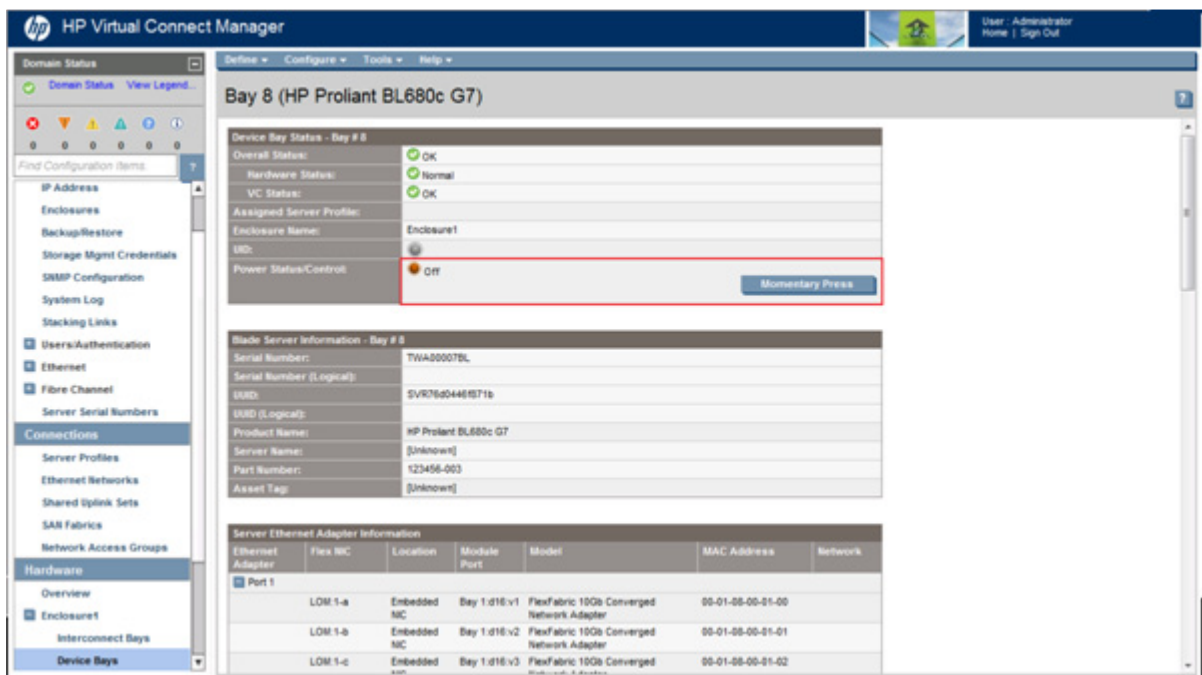 hp HP Virtual Connect Manager
User : Administrator
Home | Sign Out
Domain Status
Domain Status View Legend...
0 0 0 0 0 0
Find Configuration Items
?
IP Address
Enclosures
Backup/Restore
Storage Mgmt Credentials
SNMP Configuration
System Log
Stacking Links
Users/Authentication
Ethernet
Fibre Channel
Server Serial Numbers
Connections
Server Profiles
Ethernet Networks
Shared Uplink Sets
SAN Fabrics
Network Access Groups
Hardware
Overview
Enclosure1
Interconnect Bays
Device Bays
Define Configure Tools Help
Bay 8 (HP Proliant BL680c G7)
?
Device Bay Status - Bay # 8
Overall Status: OK
Hardware Status: Normal
VC Status: OK
Assigned Server Profile:
Enclosure Name: Enclosure1
UID:
Power Status/Control: Off
Momentary Press
Blade Server Information - Bay # 8
Serial Number: TWA00007BL
Serial Number (Logical):
UUID: SVR76d0446f871b
UUID (Logical):
Product Name: HP Proliant BL680c G7
Server Name: [Unknown]
Part Number: 123456-003
Asset Tag: [Unknown]
Server Ethernet Adapter Information
Ethernet Adapter Flex NIC Location Module Port Model MAC Address Network
Port 1
LOM:1-a Embedded NIC Bay 1:d16:v1 FlexFabric 10Gb Converged Network Adapter 00-01-08-00-01-00
LOM:1-b Embedded NIC Bay 1:d16:v2 FlexFabric 10Gb Converged Network Adapter 00-01-08-00-01-01
LOM:1-c Embedded Bay 1:d16:v3 FlexFabric 10Gb Converged 00-01-08-00-01-02